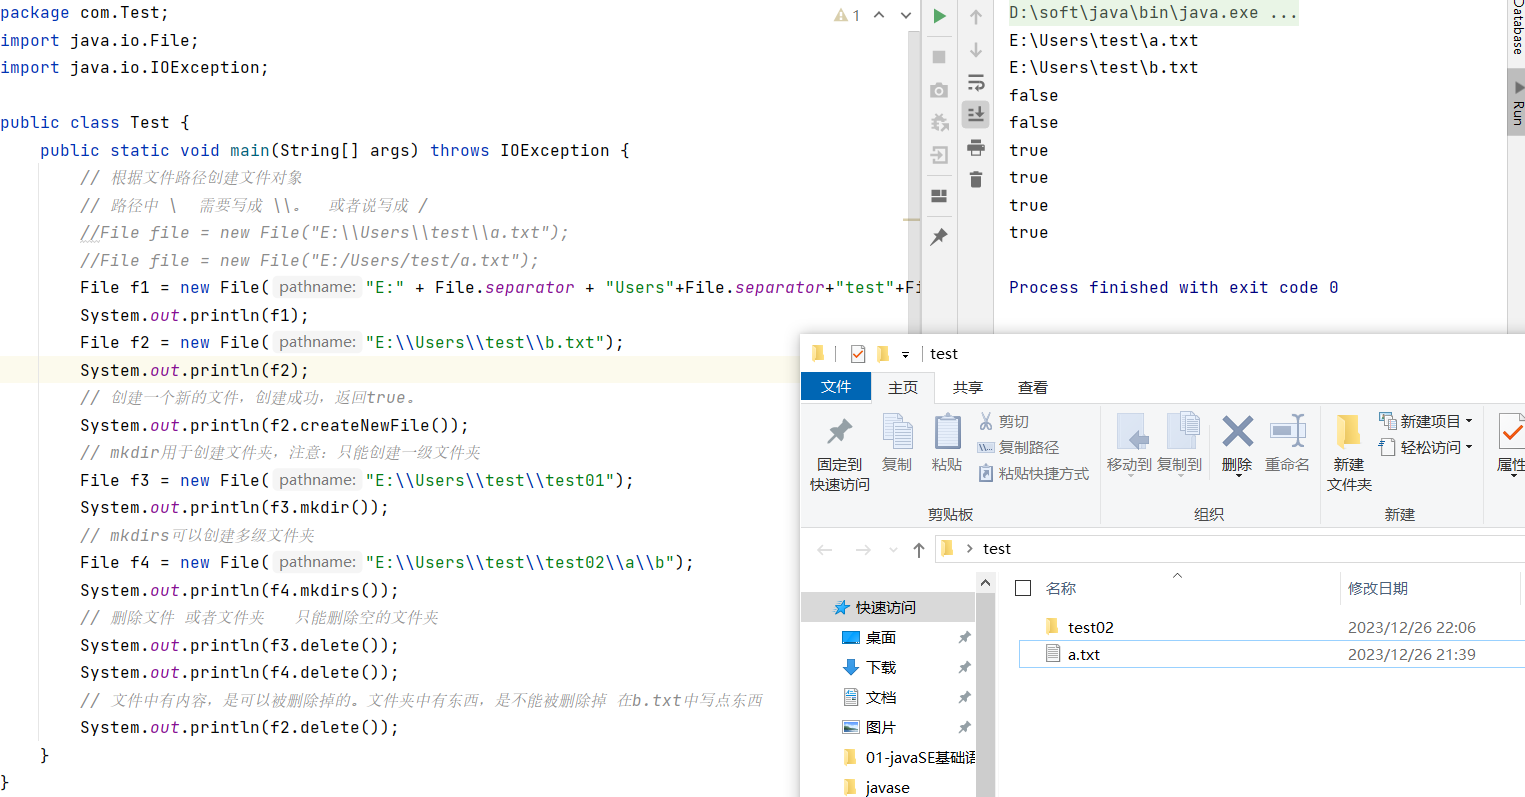 package com.Test;
import java.io.File;
import java.io.IOException;
public class Test {
public static void main(String[] args) throws IOException {
// 根据文件路径创建文件对象
// 路径中 \ 需要写成 \\。 或者说写成 /
//File file = new File("E:\\Users\\test\\a.txt");
//File file = new File("E:/Users/test/a.txt");
File f1 = new File( pathname: "E:" + File.separator + "Users"+File.separator+"test"+Fi
System.out.println(f1);
File f2 = new File( pathname: "E:\\Users\\test\\b.txt");
System.out.println(f2);
// 创建一个新的文件，创建成功，返回true。
System.out.println(f2.createNewFile());
// mkdir用于创建文件夹，注意：只能创建一级文件夹
File f3 = new File( pathname: "E:\\Users\\test\\test01");
System.out.println(f3.mkdir());
// mkdirs可以创建多级文件夹
File f4 = new File( pathname: "E:\\Users\\test\\test02\\a\\b");
System.out.println(f4.mkdirs());
// 删除文件 或者文件夹 只能删除空的文件夹
System.out.println(f3.delete());
System.out.println(f4.delete());
// 文件中有内容，是可以被删除掉的。文件夹中有东西，是不能被删除掉 在b.txt中写点东西
System.out.println(f2.delete());
}
}
1
D:\soft\java\bin\java.exe ...
E:\Users\test\a.txt
E:\Users\test\b.txt
false
false
true
true
true
true
Process finished with exit code 0
Database
Run
test
文件 主页 共享 查看
固定到
快速访问
复制
粘贴
剪切
复制路径
粘贴快捷方式
剪贴板
移动到
复制到
删除
重命名
组织
新建
文件夹
新建项目
轻松访问
新建
属性
test
名称 修改日期
test02 2023/12/26 22:06
a.txt 2023/12/26 21:39
快速访问
桌面
下载
文档
图片
01-javaSE基础语
javase